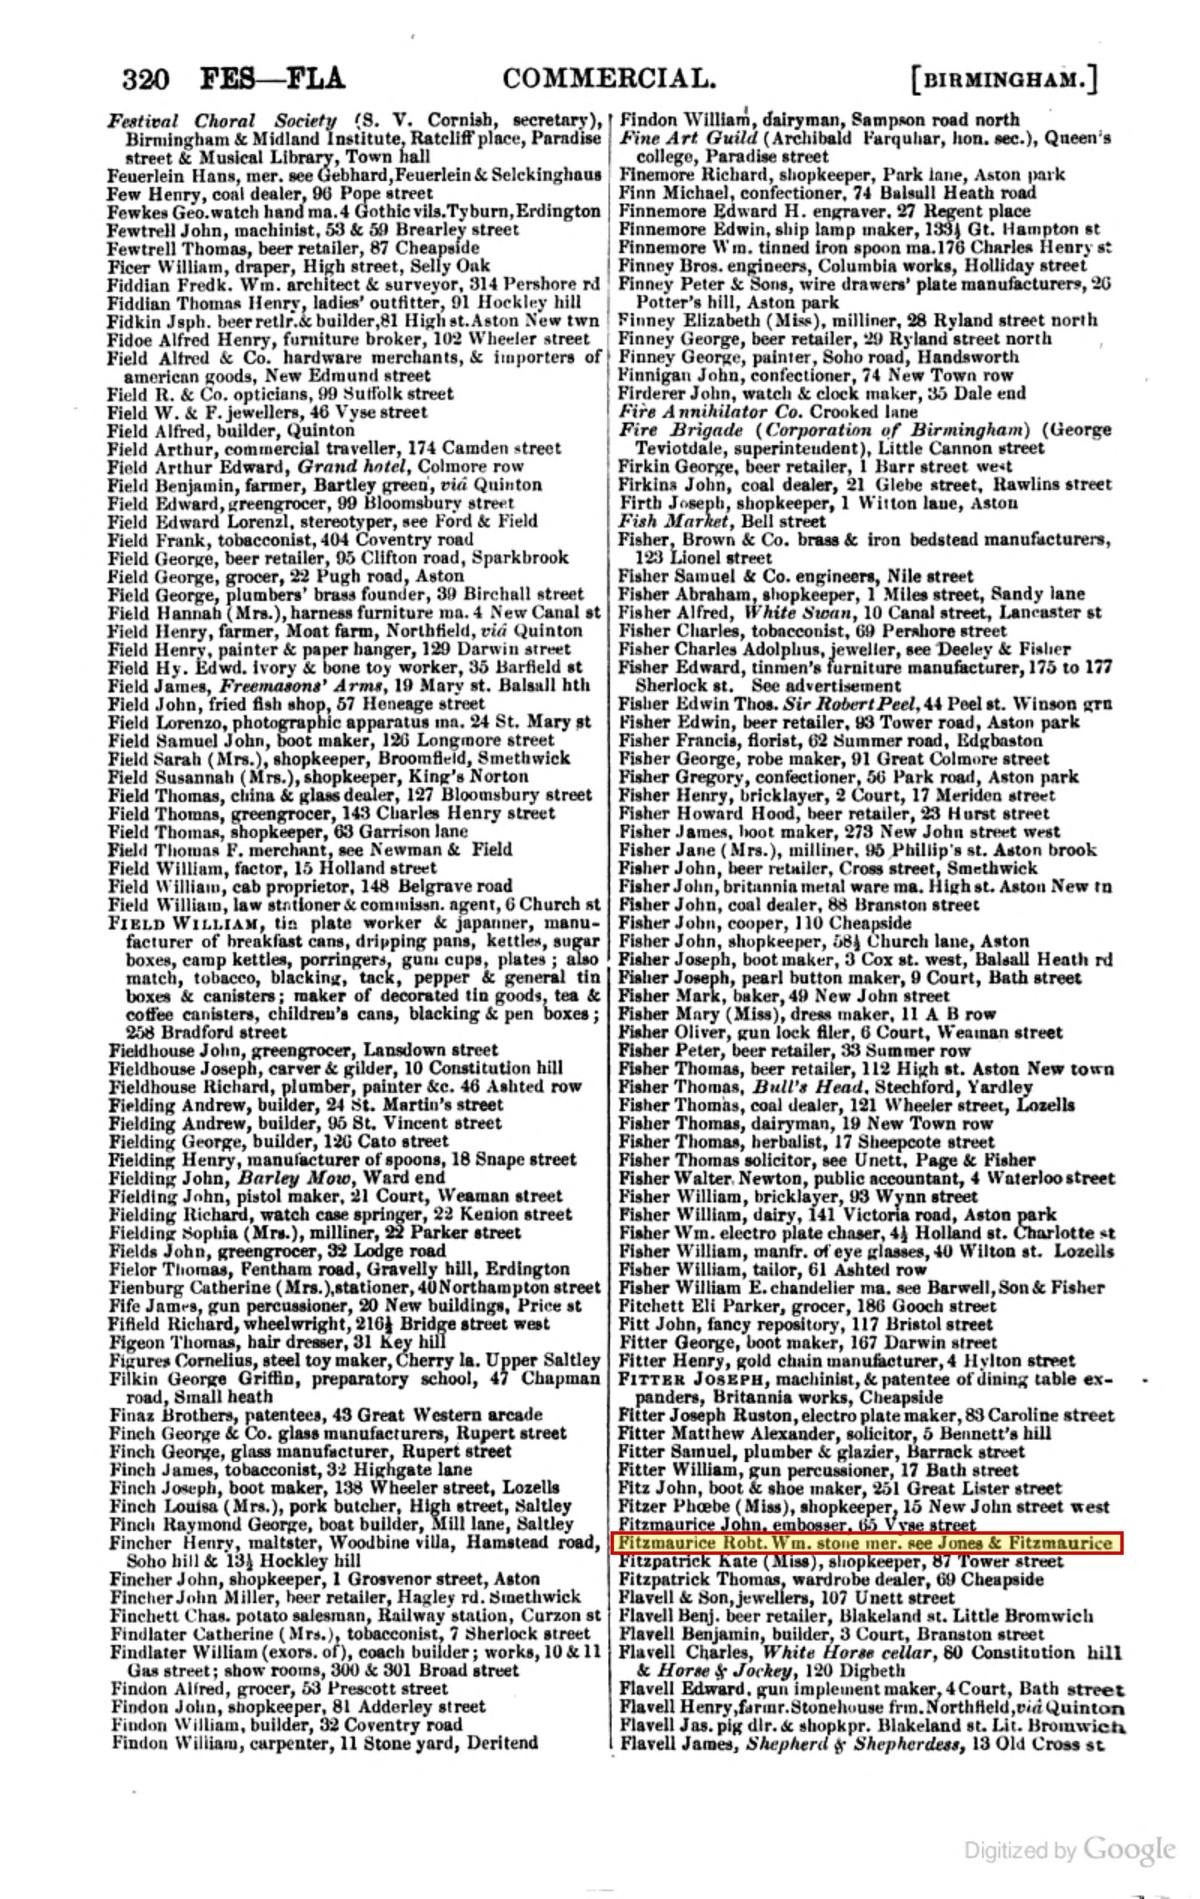 320 FES—FLA COMMERCIAL. [BIRMINGHAM.]
Festival Choral Society (S. V. Cornish, secretary),
Birmingham & Midland Institute, Ratcliff place, Paradise
street & Musical Library, Town hall
Feuerlein Hans, mer. see Gebhard, Feuerlein & Selckinghaus
Few Henry, coal dealer, 96 Pope street
Fewkes Geo. watch hand ma. 4 Gothic vils. Tyburn, Erdington
Fewtrell John, machinist, 53 & 59 Brearley street
Fewtrell Thomas, beer retailer, 87 Cheapside
Ficer William, draper, High street, Selly Oak
Fiddian Fredk. Wm. architect & surveyor, 314 Pershore rd
Fiddian Thomas Henry, ladies' outfitter, 91 Hockley hill
Fidkin Jsph. beer retlr. & builder, 81 High st. Aston New twn
Fidoe Alfred Henry, furniture broker, 102 Wheeler street
Field Alfred & Co. hardware merchants, & importers of
american goods, New Edmund street
Field R. & Co. opticians, 99 Suffolk street
Field W. & F. jewellers, 46 Vyse street
Field Alfred, builder, Quinton
Field Arthur, commercial traveller, 174 Camden street
Field Arthur Edward, Grand hotel, Colmore row
Field Benjamin, farmer, Bartley green, viâ Quinton
Field Edward, greengrocer, 99 Bloomsbury street
Field Edward Lorenzl, stereotyper, see Ford & Field
Field Frank, tobacconist, 404 Coventry road
Field George, beer retailer, 95 Clifton road, Sparkbrook
Field George, grocer, 22 Pugh road, Aston
Field George, plumbers' brass founder, 39 Birchall street
Field Hannah (Mrs.), harness furniture ma. 4 New Canal st
Field Henry, farmer, Moat farm, Northfield, viâ Quinton
Field Henry, painter & paper hanger, 129 Darwin street
Field Hy. Edwd. ivory & bone toy worker, 35 Barfield st
Field James, Freemasons' Arms, 19 Mary st. Balsall hth
Field John, fried fish shop, 57 Heneage street
Field Lorenzo, photographic apparatus ma. 24 St. Mary st
Field Samuel John, boot maker, 126 Longmore street
Field Sarah (Mrs.), shopkeeper, Broomfield, Smethwick
Field Susannah (Mrs.), shopkeeper, King's Norton
Field Thomas, china & glass dealer, 127 Bloomsbury street
Field Thomas, greengrocer, 143 Charles Henry street
Field Thomas, shopkeeper, 63 Garrison lane
Field Thomas F. merchant, see Newman & Field
Field William, factor, 15 Holland street
Field William, cab proprietor, 148 Belgrave road
Field William, law stationer & commissn. agent, 6 Church st
FIELD WILLIAM, tin plate worker & japanner, manu-
facturer of breakfast cans, dripping pans, kettles, sugar
boxes, camp kettles, porringers, gum cups, plates; also
match, tobacco, blacking, tack, pepper & general tin
boxes & canisters; maker of decorated tin goods, tea &
coffee canisters, children's cans, blacking & pen boxes;
258 Bradford street
Fieldhouse John, greengrocer, Lansdown street
Fieldhouse Joseph, carver & gilder, 10 Constitution hill
Fieldhouse Richard, plumber, painter &c. 46 Ashted row
Fielding Andrew, builder, 24 St. Martin's street
Fielding Andrew, builder, 95 St. Vincent street
Fielding George, builder, 126 Cato street
Fielding Henry, manufacturer of spoons, 18 Snape street
Fielding John, Barley Mow, Ward end
Fielding John, pistol maker, 21 Court, Weaman street
Fielding Richard, watch case springer, 22 Kenion street
Fielding Sophia (Mrs.), milliner, 22 Parker street
Fields John, greengrocer, 32 Lodge road
Fielor Thomas, Fentham road, Gravelly hill, Erdington
Fienburg Catherine (Mrs.), stationer, 40 Northampton street
Fife James, gun percussioner, 20 New buildings, Price st
Fifield Richard, wheelwright, 216½ Bridge street west
Figeon Thomas, hair dresser, 31 Key hill
Figures Cornelius, steel toy maker, Cherry la. Upper Saltley
Filkin George Griffin, preparatory school, 47 Chapman
road, Small heath
Finaz Brothers, patentees, 43 Great Western arcade
Finch George & Co. glass manufacturers, Rupert street
Finch George, glass manufacturer, Rupert street
Finch James, tobacconist, 32 Highgate lane
Finch Joseph, boot maker, 138 Wheeler street, Lozells
Finch Louisa (Mrs.), pork butcher, High street, Saltley
Finch Raymond George, boat builder, Mill lane, Saltley
Fincher Henry, maltster, Woodbine villa, Hamstead road,
Soho hill & 13½ Hockley hill
Fincher John, shopkeeper, 1 Grosvenor street, Aston
Fincher John Miller, beer retailer, Hagley rd. Smethwick
Finchett Chas. potato salesman, Railway station, Curzon st
Findlater Catherine (Mrs.), tobacconist, 7 Sherlock street
Findlater William (exors. of), coach builder; works, 10 & 11
Gas street; show rooms, 300 & 301 Broad street
Findon Alfred, grocer, 53 Prescott street
Findon John, shopkeeper, 81 Adderley street
Findon William, builder, 32 Coventry road
Findon William, carpenter, 11 Stone yard, Deritend
Findon William, dairyman, Sampson road north
Fine Art Guild (Archibald Farquhar, hon. sec.), Queen's
college, Paradise street
Finemore Richard, shopkeeper, Park lane, Aston park
Finn Michael, confectioner, 74 Balsall Heath road
Finnemore Edward H. engraver, 27 Regent place
Finnemore Edwin, ship lamp maker, 133½ Gt. Hampton st
Finnemore Wm. tinned iron spoon ma. 176 Charles Henry st
Finney Bros. engineers, Columbia works, Holliday street
Finney Peter & Sons, wire drawers' plate manufacturers, 26
Potter's hill, Aston park
Finney Elizabeth (Miss), milliner, 28 Ryland street north
Finney George, beer retailer, 29 Ryland street north
Finney George, painter, Soho road, Handsworth
Finnigan John, confectioner, 74 New Town row
Firderer John, watch & clock maker, 35 Dale end
Fire Annihilator Co. Crooked lane
Fire Brigade (Corporation of Birmingham) (George
Teviotdale, superintendent), Little Cannon street
Firkin George, beer retailer, 1 Barr street west
Firkins John, coal dealer, 21 Glebe street, Rawlins street
Firth Joseph, shopkeeper, 1 Witton lane, Aston
Fish Market, Bell street
Fisher, Brown & Co. brass & iron bedstead manufacturers,
123 Lionel street
Fisher Samuel & Co. engineers, Nile street
Fisher Abraham, shopkeeper, 1 Miles street, Sandy lane
Fisher Alfred, White Swan, 10 Canal street, Lancaster st
Fisher Charles, tobacconist, 69 Pershore street
Fisher Charles Adolphus, jeweller, see Deeley & Fisher
Fisher Edward, tinmen's furniture manufacturer, 175 to 177
Sherlock st. See advertisement
Fisher Edwin Thos. Sir Robert Peel, 44 Peel st. Winson grn
Fisher Edwin, beer retailer, 93 Tower road, Aston park
Fisher Francis, florist, 62 Summer road, Edgbaston
Fisher George, robe maker, 91 Great Colmore street
Fisher Gregory, confectioner, 56 Park road, Aston park
Fisher Henry, bricklayer, 2 Court, 17 Meriden street
Fisher Howard Hood, beer retailer, 23 Hurst street
Fisher James, boot maker, 273 New John street west
Fisher Jane (Mrs.), milliner, 95 Phillip's st. Aston brook
Fisher John, beer retailer, Cross street, Smethwick
Fisher John, britannia metal ware ma. High st. Aston New tn
Fisher John, coal dealer, 88 Branston street
Fisher John, cooper, 110 Cheapside
Fisher John, shopkeeper, 58½ Church lane, Aston
Fisher Joseph, boot maker, 3 Cox st. west, Balsall Heath rd
Fisher Joseph, pearl button maker, 9 Court, Bath street
Fisher Mark, baker, 49 New John street
Fisher Mary (Miss), dress maker, 11 A B row
Fisher Oliver, gun lock filer, 6 Court, Weaman street
Fisher Peter, beer retailer, 33 Summer row
Fisher Thomas, beer retailer, 112 High st. Aston New town
Fisher Thomas, Bull's Head, Stechford, Yardley
Fisher Thomas, coal dealer, 121 Wheeler street, Lozells
Fisher Thomas, dairyman, 19 New Town row
Fisher Thomas, herbalist, 17 Sheepcote street
Fisher Thomas solicitor, see Unett, Page & Fisher
Fisher Walter Newton, public accountant, 4 Waterloo street
Fisher William, bricklayer, 93 Wynn street
Fisher William, dairy, 141 Victoria road, Aston park
Fisher Wm. electro plate chaser, 4½ Holland st. Charlotte st
Fisher William, manfr. of eye glasses, 40 Wilton st. Lozells
Fisher William, tailor, 61 Ashted row
Fisher William E. chandelier ma. see Barwell, Son & Fisher
Fitchett Eli Parker, grocer, 186 Gooch street
Fitt John, fancy repository, 117 Bristol street
Fitter George, boot maker, 167 Darwin street
Fitter Henry, gold chain manufacturer, 4 Hylton street
FITTER JOSEPH, machinist, & patentee of dining table ex-
panders, Britannia works, Cheapside
Fitter Joseph Ruston, electro plate maker, 83 Caroline street
Fitter Matthew Alexander, solicitor, 5 Bennett's hill
Fitter Samuel, plumber & glazier, Barrack street
Fitter William, gun percussioner, 17 Bath street
Fitz John, boot & shoe maker, 251 Great Lister street
Fitzer Phœbe (Miss), shopkeeper, 15 New John street west
Fitzmaurice John, embosser, 65 Vyse street
Fitzmaurice Robt. Wm. stone mer. see Jones & Fitzmaurice
Fitzpatrick Kate (Miss), shopkeeper, 87 Tower street
Fitzpatrick Thomas, wardrobe dealer, 69 Cheapside
Flavell & Son, jewellers, 107 Unett street
Flavell Benj. beer retailer, Blakeland st. Little Bromwich
Flavell Benjamin, builder, 3 Court, Branston street
Flavell Charles, White Horse cellar, 80 Constitution hill
& Horse & Jockey, 120 Digbeth
Flavell Edward, gun implement maker, 4 Court, Bath street
Flavell Henry, farmr. Stonehouse frm. Northfield, viâ Quinton
Flavell Jas. pig dlr. & shopkpr. Blakeland st. Lit. Bromwich
Flavell James, Shepherd & Shepherdess, 13 Old Cross st
Digitized by Google